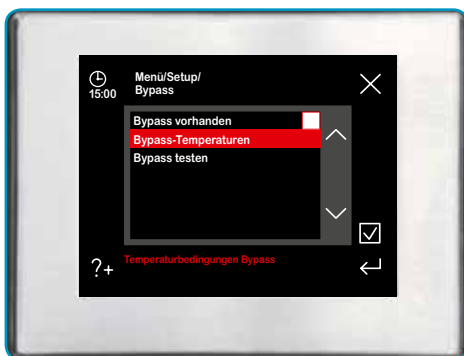 Menü/Setup/
15:00 Bypass
Bypass vorhanden
Bypass-Temperaturen
Bypass testen
?+ Temperaturbedingungen Bypass